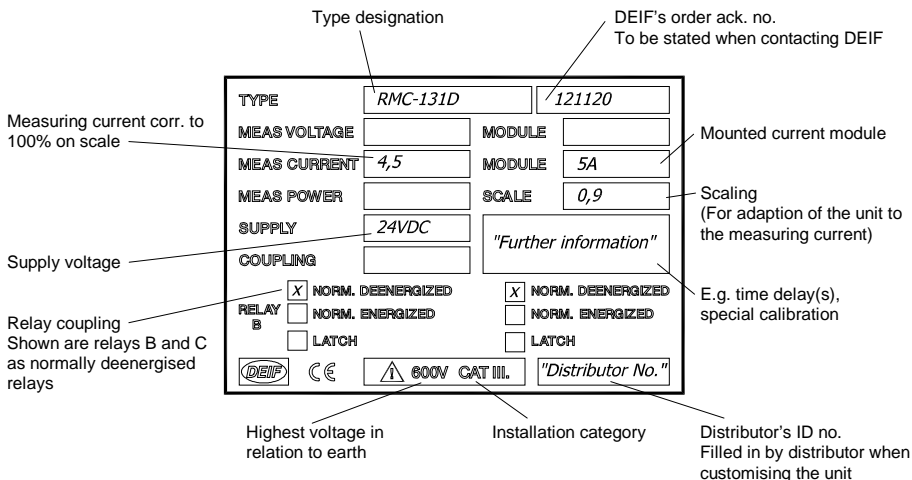 Type designation
DEIF's order ack. no.
To be stated when contacting DEIF
TYPE RMC-131D 121120
Measuring current corr. to
100% on scale
MEAS VOLTAGE MODULE
Mounted current module
MEAS CURRENT 4,5 MODULE 5A
MEAS POWER SCALE 0,9
Scaling
(For adaption of the unit to
the measuring current)
SUPPLY 24VDC "Further information"
Supply voltage
COUPLING
X NORM. DEENERGIZED X NORM. DEENERGIZED
E.g. time delay(s),
special calibration
RELAY
B
NORM. ENERGIZED NORM. ENERGIZED
Relay coupling
Shown are relays B and C
as normally deenergised
relays
LATCH LATCH
DEIF CE 600V CAT III. "Distributor No."
Highest voltage in
relation to earth
Installation category
Distributor's ID no.
Filled in by distributor when
customising the unit